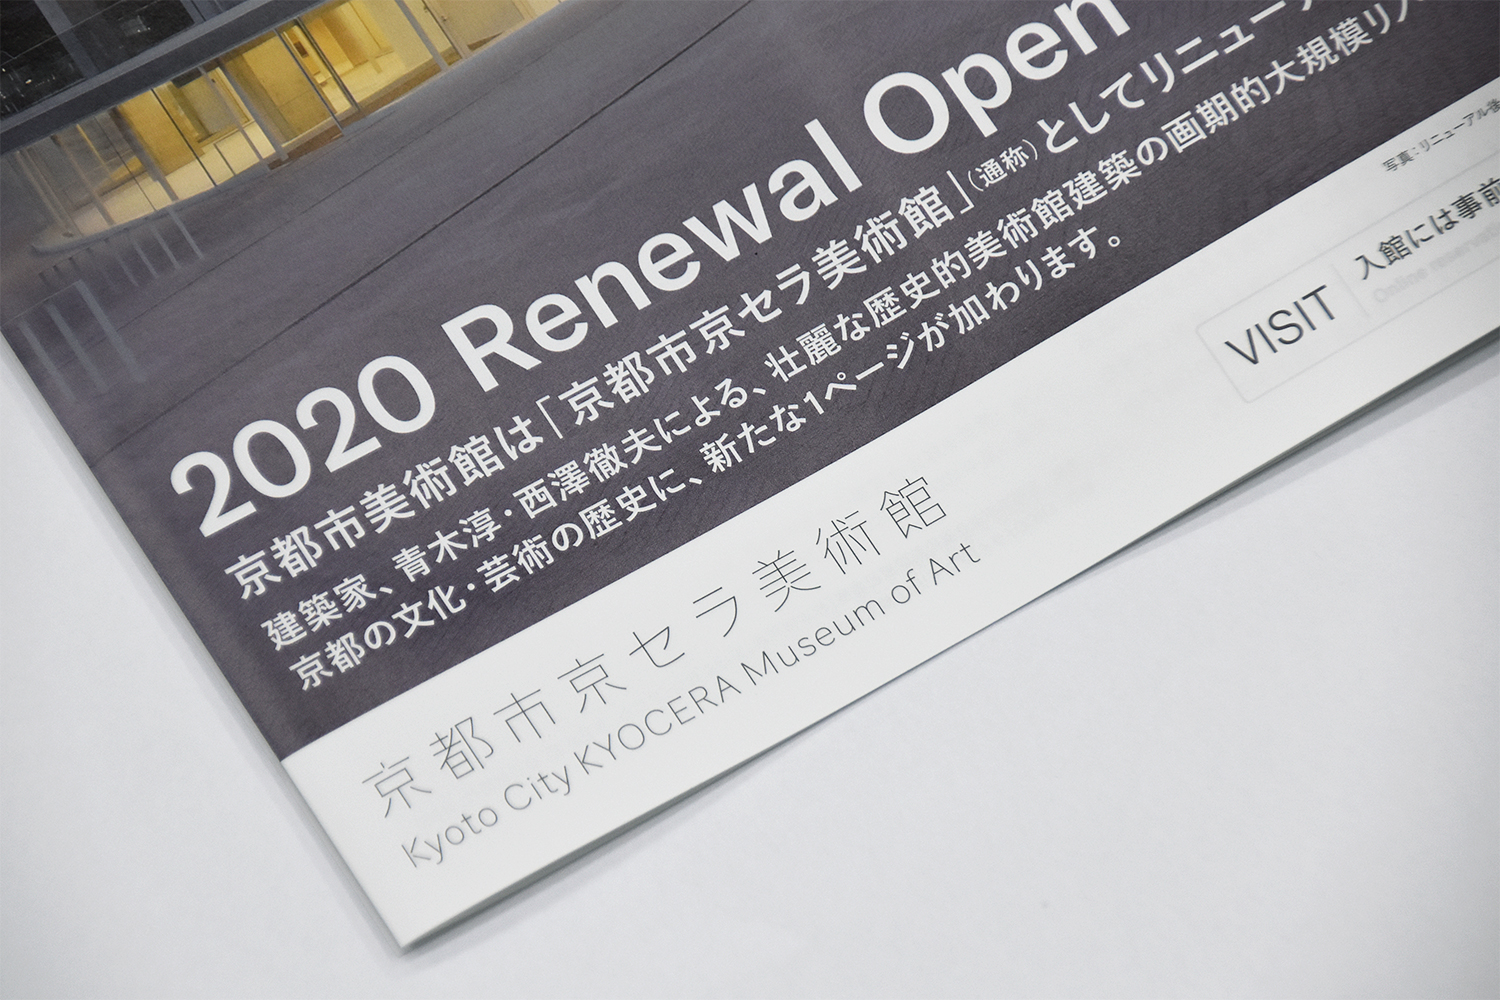 2020 Renewal Open
京都市美術館は「京都市京セラ美術館」(通称)としてリニュー
建築家、青木淳・西澤徹夫による、壮麗な歴史的美術館建築の画期的大規模リノ
京都の文化・芸術の歴史に、新たな1ページが加わります。
写真:リニューアル後
VISIT
入館には事前
Online
京都市京セラ美術館
Kyoto City KYOCERA Museum of Art